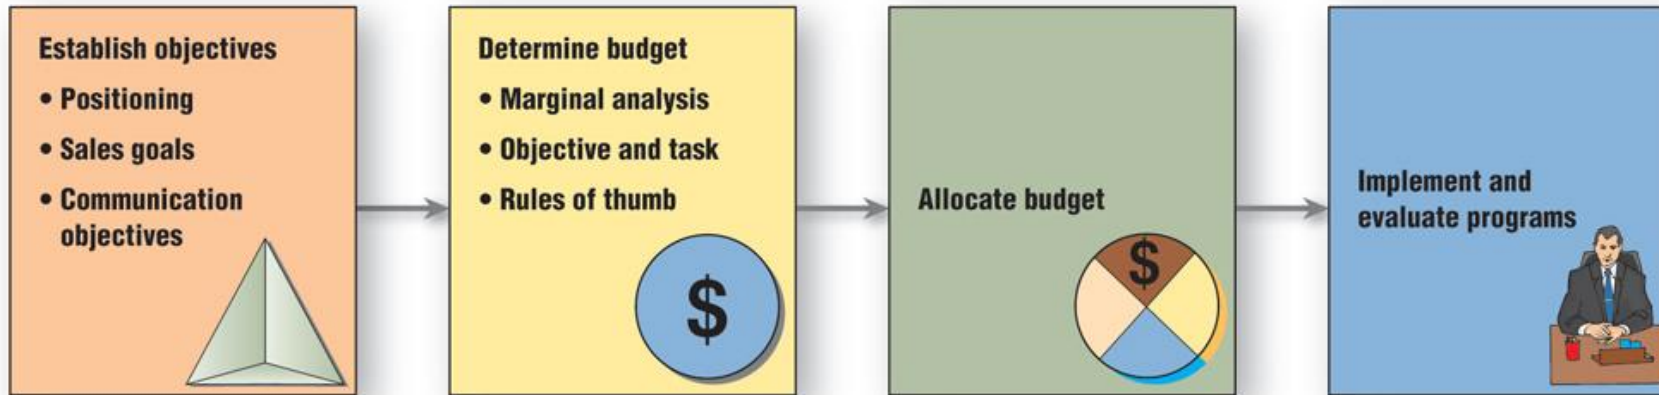 Establish objectives
• Positioning
• Sales goals
• Communication
objectives
Determine budget
• Marginal analysis
• Objective and task
• Rules of thumb
$
Allocate budget
$
Implement and
evaluate programs